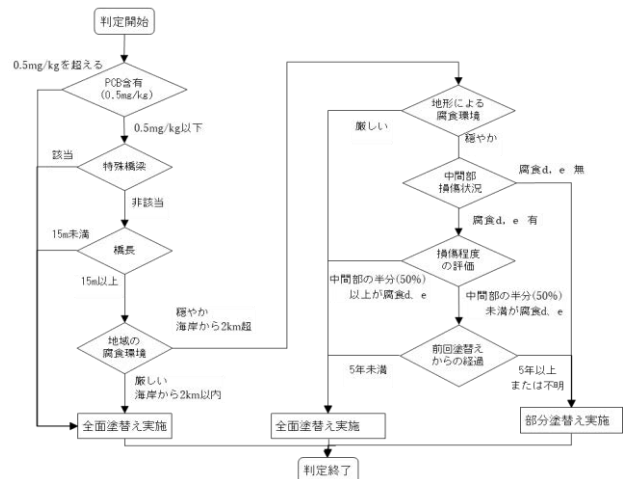 判定開始
0.5mg/kgを超える
PCB含有
(0.5mg/kg)
0.5mg/kg以下
該当
特殊橋梁
非該当
15m未満
橋長
15m以上
穏やか
海岸から2km超
地域の
腐食環境
厳しい
海岸から2km以内
全面塗替え実施
地形による
腐食環境
厳しい
穏やか
中間部
損傷状況
腐食d、e 無
腐食d、e 有
損傷程度
の評価
中間部の半分(50%)
以上が腐食d、e
中間部の半分(50%)
未満が腐食d、e
前回塗替え
からの経過
5年未満
5年以上
または不明
全面塗替え実施
部分塗替え実施
判定終了